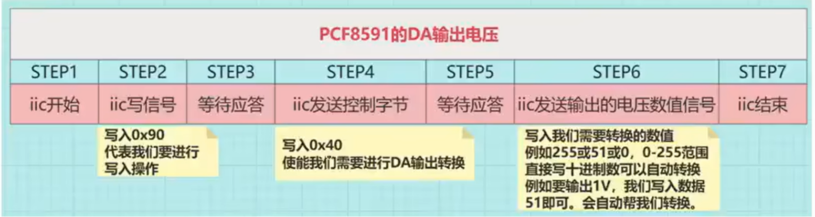 PCF8591的DA输出电压
STEP1 STEP2 STEP3 STEP4 STEP5 STEP6 STEP7
iic开始 iic写信号 等待应答 iic发送控制字节 等待应答 iic发送输出的电压数值信号 iic结束
写入0x90
代表我们要进行
写入操作
写入0x40
使能我们需要进行DA输出转换
写入我们需要转换的数值
例如255或51或0，0-255范围
直接写十进制数可以自动转换
例如要输出1V，我们写入数据
51即可。会自动帮我们转换。